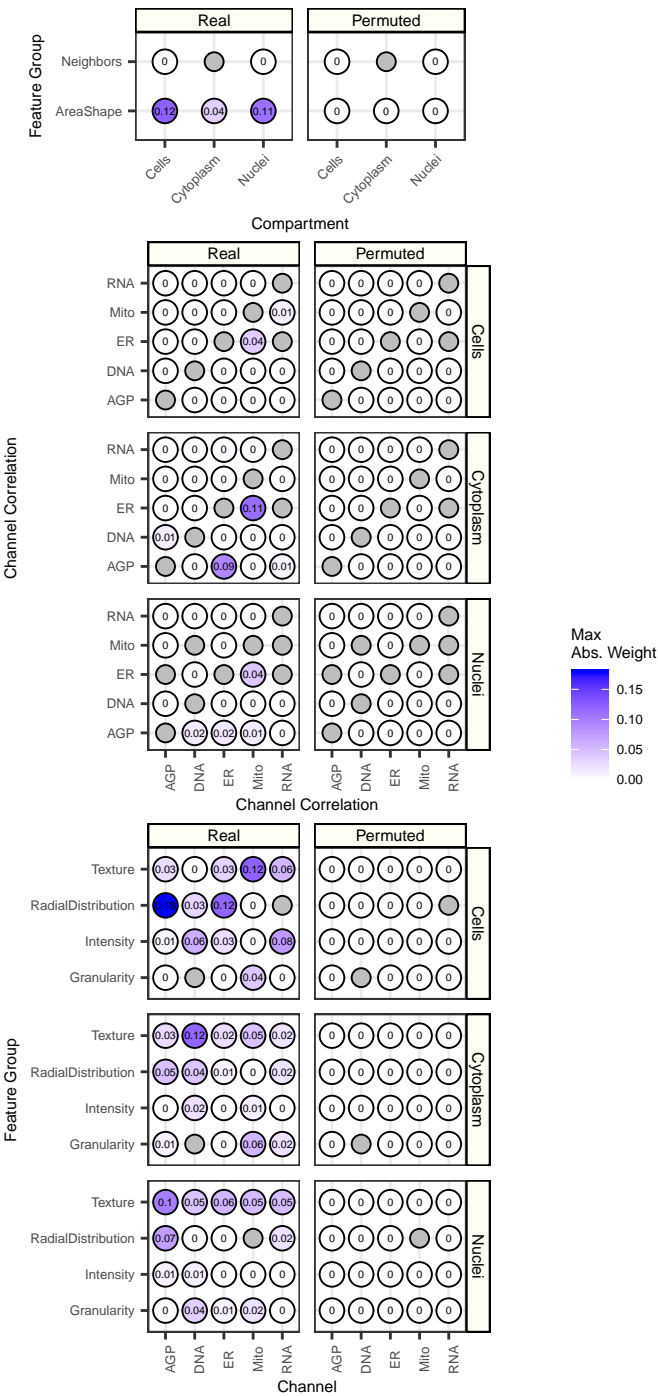 Real Permuted
Neighbors 0 0 0 0
AreaShape 0.12 0.04 0.11 0 0 0
Feature Group
Cells Cytoplasm Nuclei Cells Cytoplasm Nuclei
Compartment
Real Permuted
RNA 0 0 0 0 0 0 0 0
Mito 0 0 0 0.01 0 0 0 0
ER 0 0 0.04 0 0 0
DNA 0 0 0 0 0 0 0 0
AGP 0 0 0 0 0 0 0 0
Cells
RNA 0 0 0 0 0 0 0 0
Mito 0 0 0 0 0 0 0 0
ER 0 0 0.11 0 0 0
DNA 0.01 0 0 0 0 0 0 0
AGP 0 0.09 0 0.01 0 0 0 0
Cytoplasm
Channel Correlation
RNA 0 0 0 0 0 0 0 0
Mito 0 0 0 0
ER 0 0.04 0 0
DNA 0 0 0 0 0 0 0 0
AGP 0.02 0.02 0.01 0 0 0 0 0
Nuclei
AGP DNA ER Mito RNA AGP DNA ER Mito RNA
Channel Correlation
Max
Abs. Weight
0.15
0.10
0.05
0.00
Real Permuted
Texture 0.03 0 0.03 0.12 0.06 0 0 0 0 0
RadialDistribution 0.18 0.03 0.12 0 0 0 0 0
Intensity 0.01 0.06 0.03 0 0.08 0 0 0 0 0
Granularity 0 0 0.04 0 0 0 0 0
Cells
Texture 0.03 0.12 0.02 0.05 0.02 0 0 0 0 0
RadialDistribution 0.05 0.04 0.01 0 0.02 0 0 0 0 0
Intensity 0 0.02 0 0.01 0 0 0 0 0 0
Granularity 0.01 0 0.06 0.02 0 0 0 0
Cytoplasm
Feature Group
Texture 0.1 0.05 0.06 0.05 0.05 0 0 0 0 0
RadialDistribution 0.07 0 0 0.02 0 0 0 0
Intensity 0.01 0.01 0 0 0 0 0 0 0 0
Granularity 0 0.04 0.01 0.02 0 0 0 0 0 0
Nuclei
AGP DNA ER Mito RNA AGP DNA ER Mito RNA
Channel